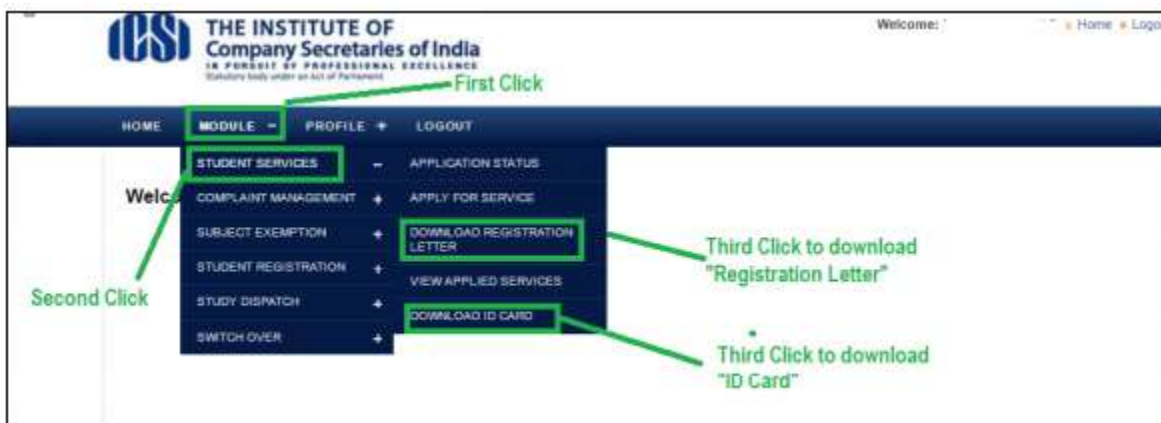 ICSI
THE INSTITUTE OF
Company Secretaries of India
IN PURSUIT OF PROFESSIONAL EXCELLENCE
Statutory body under an Act of Parliament
Welcome:
Home
Logo
First Click
HOME
MODULE -
PROFILE +
LOGOUT
Welc
STUDENT SERVICES -
COMPLAINT MANAGEMENT +
SUBJECT EXEMPTION +
STUDENT REGISTRATION +
STUDY DISPATCH +
SWITCH OVER +
APPLICATION STATUS
APPLY FOR SERVICE
DOWNLOAD REGISTRATION
LETTER
VIEW APPLIED SERVICES
DOWNLOAD ID CARD
Second Click
Third Click to download
"Registration Letter"
Third Click to download
"ID Card"